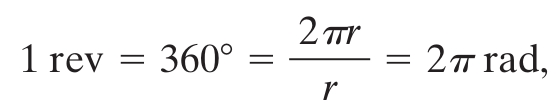 1 rev = 360° = 2πr/r = 2π rad,